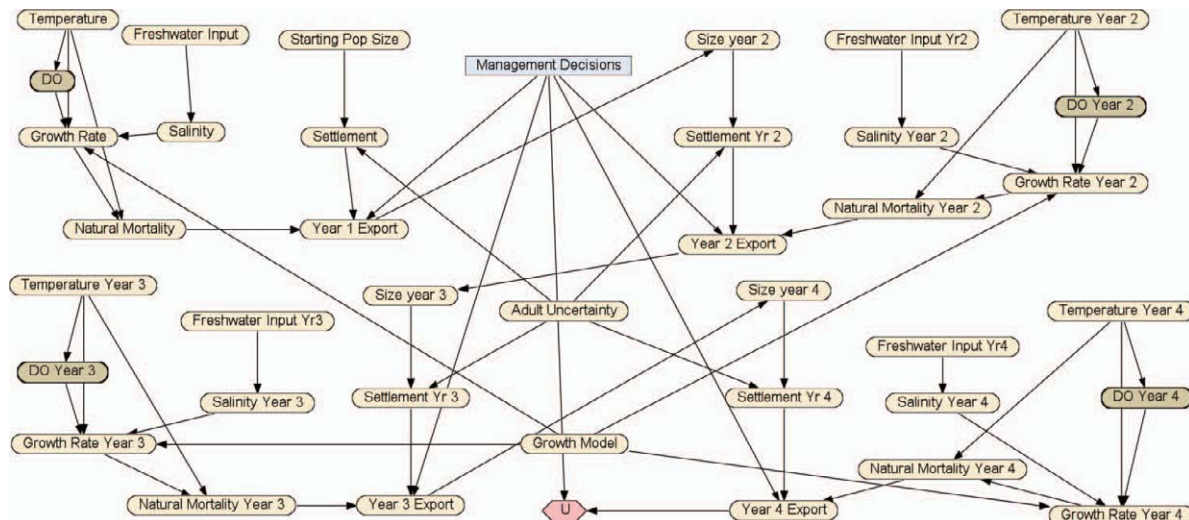 Temperature
Freshwater Input
Starting Pop Size
Size year 2
Freshwater Input Yr2
Temperature Year 2
Management Decisions
DO
DO Year 2
Growth Rate
Salinity
Settlement
Settlement Yr 2
Salinity Year 2
Growth Rate Year 2
Natural Mortality
Year 1 Export
Natural Mortality Year 2
Year 2 Export
Temperature Year 3
Size year 3
Size year 4
Freshwater Input Yr3
Adult Uncertainty
Temperature Year 4
Freshwater Input Yr4
DO Year 3
Salinity Year 3
Settlement Yr 3
Settlement Yr 4
Salinity Year 4
DO Year 4
Growth Rate Year 3
Growth Model
Natural Mortality Year 4
Natural Mortality Year 3
Year 3 Export
U
Year 4 Export
Growth Rate Year 4